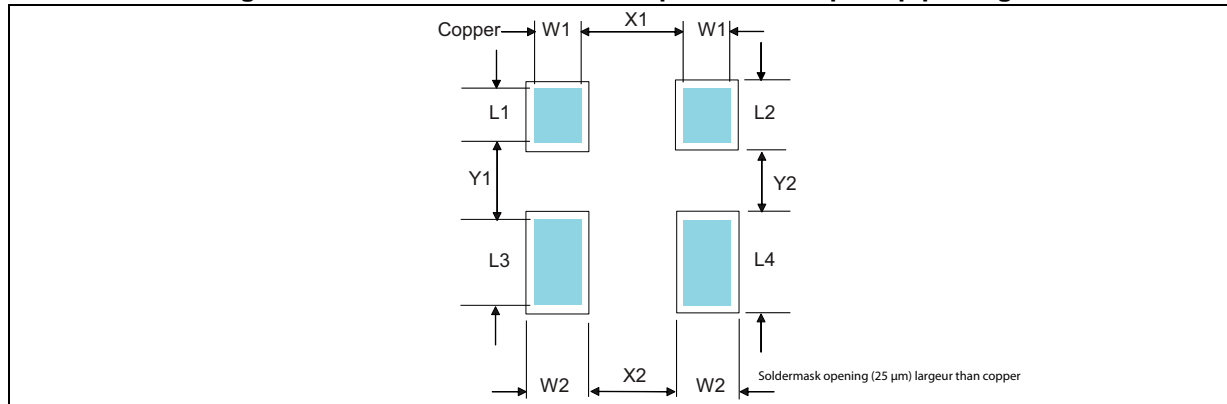 Copper W1 X1 W1
L1 L2
Y1 Y2
L3 L4
W2 X2 W2
Soldermask opening (25 µm) largeur than copper